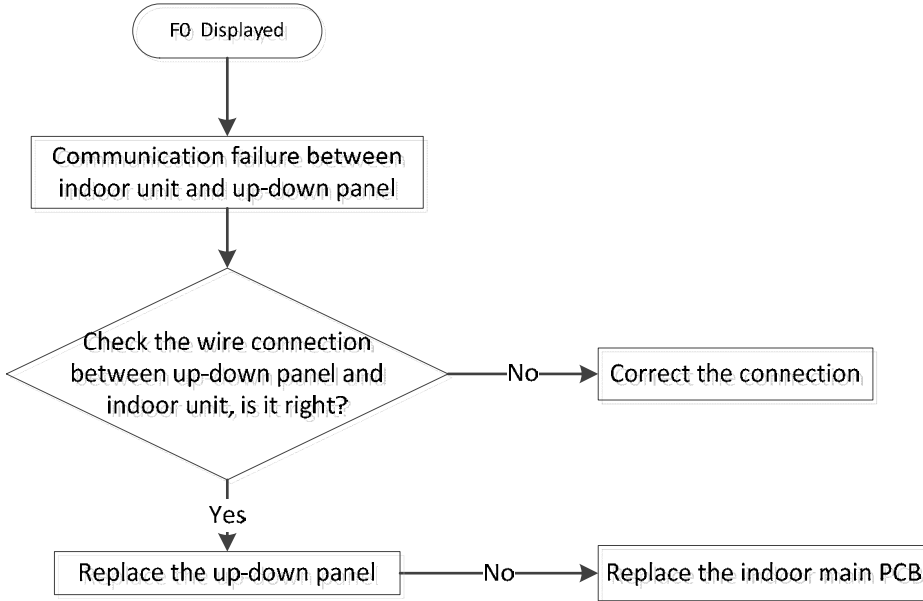 F0 Displayed
Communication failure between
indoor unit and up-down panel
Check the wire connection
between up-down panel and
indoor unit, is it right?
No
Correct the connection
Yes
Replace the up-down panel
No
Replace the indoor main PCB